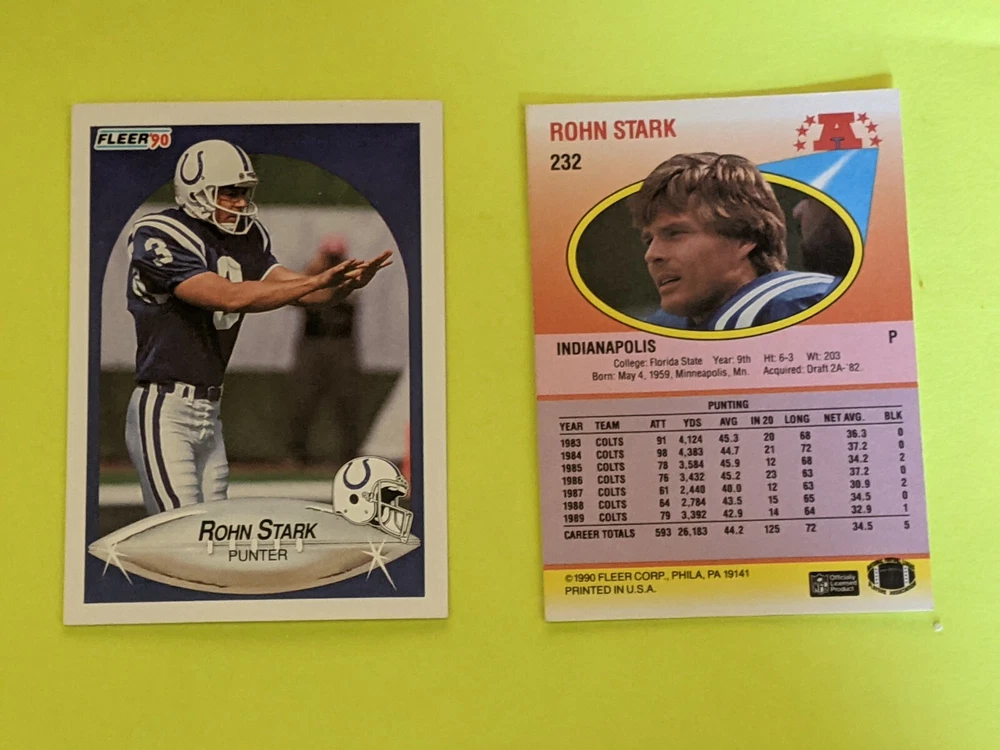 FLEER '90
3
3
ROHN STARK
PUNTER
ROHN STARK
232
A
INDIANAPOLIS P
College: Florida State Year: 9th Ht: 6-3 Wt: 203
Born: May 4, 1959, Minneapolis, Mn. Acquired: Draft 2A-'82.
PUNTING
YEAR TEAM ATT YDS AVG IN 20 LONG NET AVG. BLK
1983 COLTS 91 4,124 45.3 20 68 36.3 0
1984 COLTS 98 4,383 44.7 21 72 37.2 0
1985 COLTS 78 3,584 45.9 12 68 34.2 2
1986 COLTS 76 3,432 45.2 23 63 37.2 0
1987 COLTS 61 2,440 40.0 12 63 30.9 2
1988 COLTS 64 2,784 43.5 15 65 34.5 0
1989 COLTS 79 3,392 42.9 14 64 32.9 1
CAREER TOTALS 593 26,183 44.2 125 72 34.5 5
©1990 FLEER CORP., PHILA, PA 19141
PRINTED IN U.S.A.
NFL
Officially
Licensed
Product